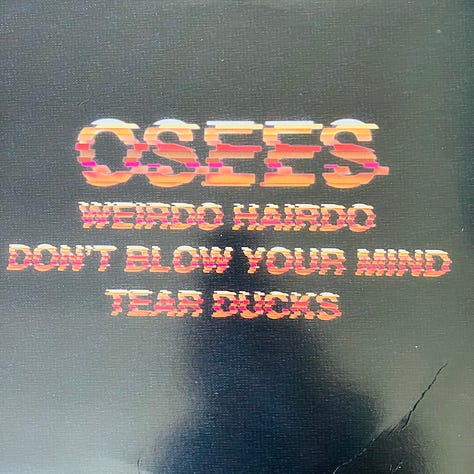 OSEES
WEIRDO HAIRDO
DON'T BLOW YOUR MIND
TEAR DUCKS